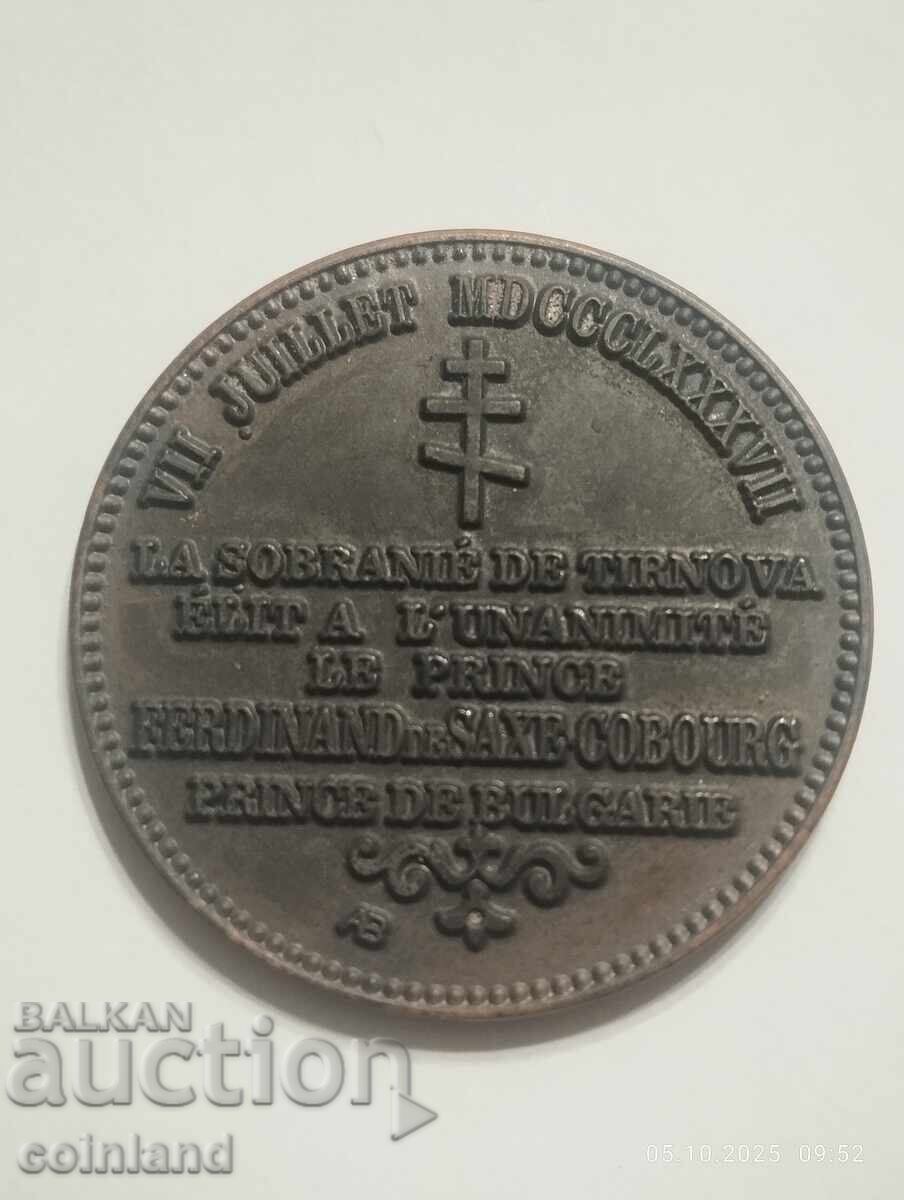 VII JUILLET MDCCCLXXXVII
LA SOBRANIÉ DE TIRNOVA
ÉLIT A L'UNANIMITÉ
LE PRINCE
FERDINAND DE SAXE·COBOURG
PRINCE DE BULGARIE
AB
BALKAN
auction
coinland
05.10.2025 09:52